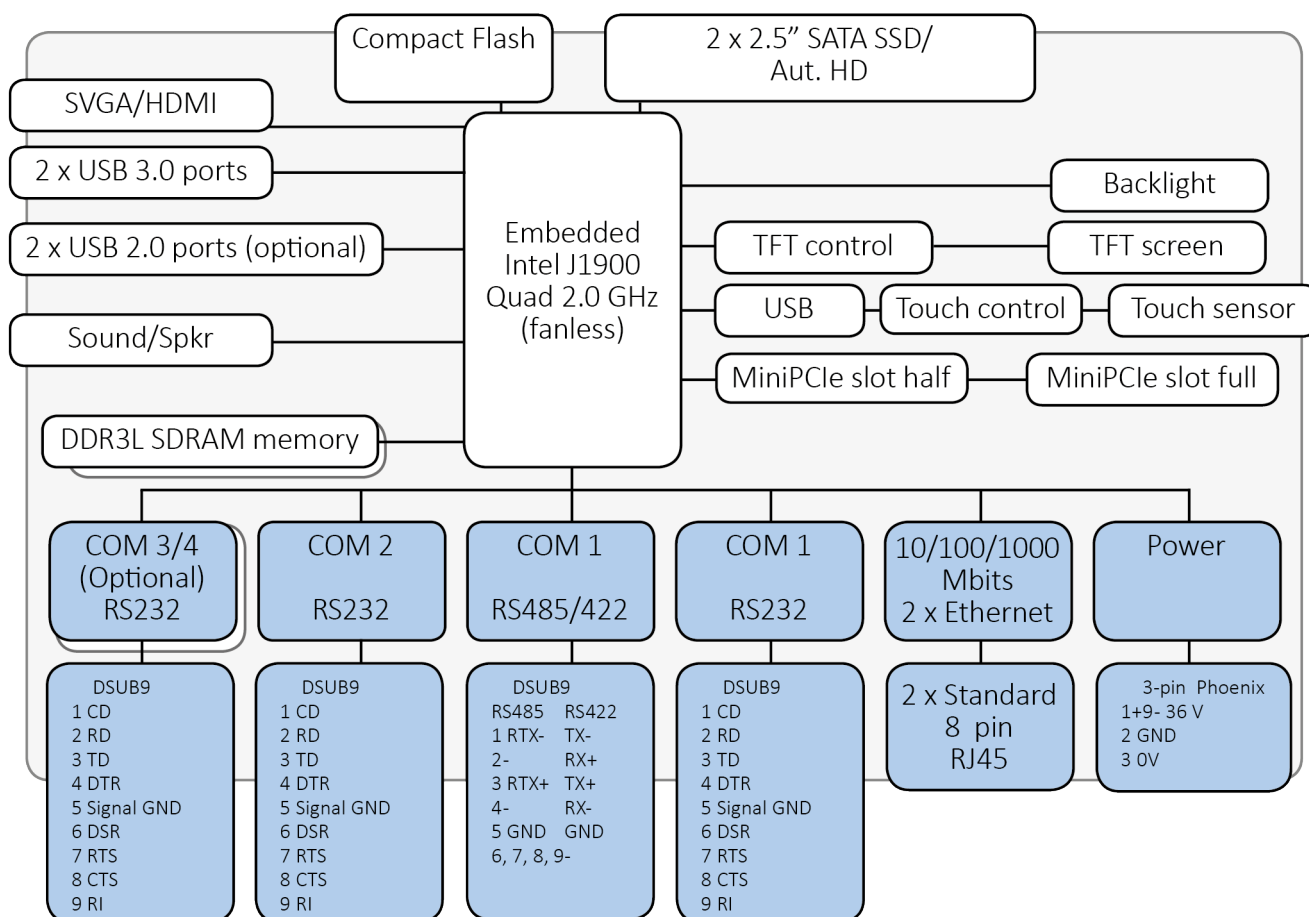 Compact Flash
2 x 2.5” SATA SSD/
Aut. HD
SVGA/HDMI
2 x USB 3.0 ports
2 x USB 2.0 ports (optional)
Sound/Spkr
DDR3L SDRAM memory
Embedded
Intel J1900
Quad 2.0 GHz
(fanless)
Backlight
TFT control
TFT screen
USB
Touch control
Touch sensor
MiniPCIe slot half
MiniPCIe slot full
COM 3/4
(Optional)
RS232
COM 2
RS232
COM 1
RS485/422
COM 1
RS232
10/100/1000
Mbits
2 x Ethernet
Power
DSUB9
1 CD
2 RD
3 TD
4 DTR
5 Signal GND
6 DSR
7 RTS
8 CTS
9 RI
DSUB9
1 CD
2 RD
3 TD
4 DTR
5 Signal GND
6 DSR
7 RTS
8 CTS
9 RI
DSUB9
RS485 RS422
1 RTX- TX-
2- RX+
3 RTX+ TX+
4- RX-
5 GND GND
6, 7, 8, 9-
DSUB9
1 CD
2 RD
3 TD
4 DTR
5 Signal GND
6 DSR
7 RTS
8 CTS
9 RI
2 x Standard
8 pin
RJ45
3-pin Phoenix
1+9- 36 V
2 GND
3 0V